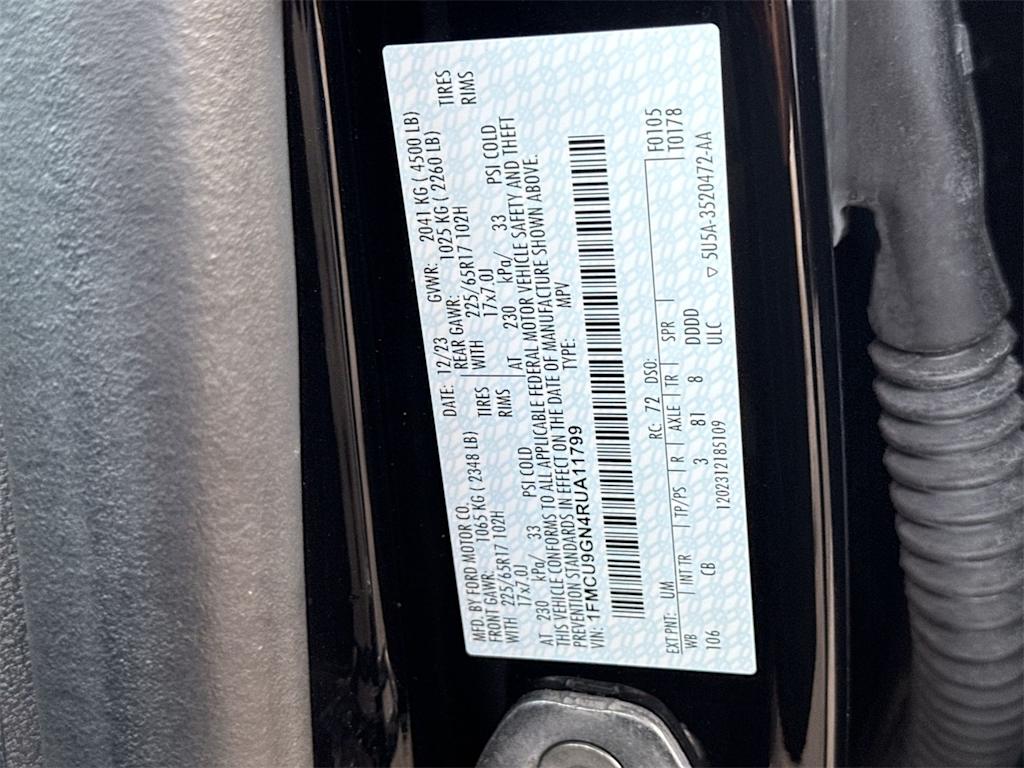 MFD. BY FORD MOTOR CO.
DATE: 12/23 GVWR: 2041 KG ( 4500 LB)
FRONT GAWR: 1065 KG ( 2348 LB) REAR GAWR: 1025 KG ( 2260 LB)
WITH 225/65R17 102H TIRES WITH 225/65R17 102H TIRES
17x7.0J RIMS 17x7.0J RIMS
AT 230 kPa/ 33 PSI COLD AT 230 kPa/ 33 PSI COLD
THIS VEHICLE CONFORMS TO ALL APPLICABLE FEDERAL MOTOR VEHICLE SAFETY AND THEFT
PREVENTION STANDARDS IN EFFECT ON THE DATE OF MANUFACTURE SHOWN ABOVE.
VIN: 1FMCU9GN4RUA11799 TYPE: MPV
EXT PNT: UM RC: 72 DSO: F0105
WB INT TR TP/PS R AXLE TR SPR T0178
106 CB 3 81 8 DDDD
1202312185109 ULC ▽ 5U5A-3520472-AA